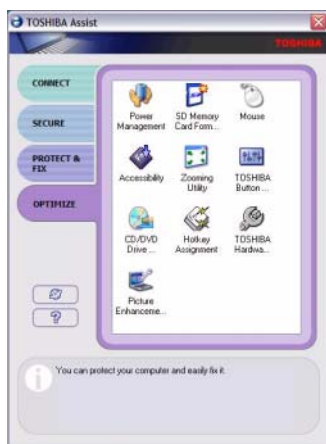 TOSHIBA Assist
TOSHIBA
CONNECT
SECURE
PROTECT &
FIX
OPTIMIZE
Power
Management
SD Memory
Card Form...
Mouse
Accessibility
Zooming
Utility
TOSHIBA
Button ...
CD/DVD
Drive ...
Hotkey
Assignment
TOSHIBA
Hardwa...
Picture
Enhanceme...
You can protect your computer and easily fix it.